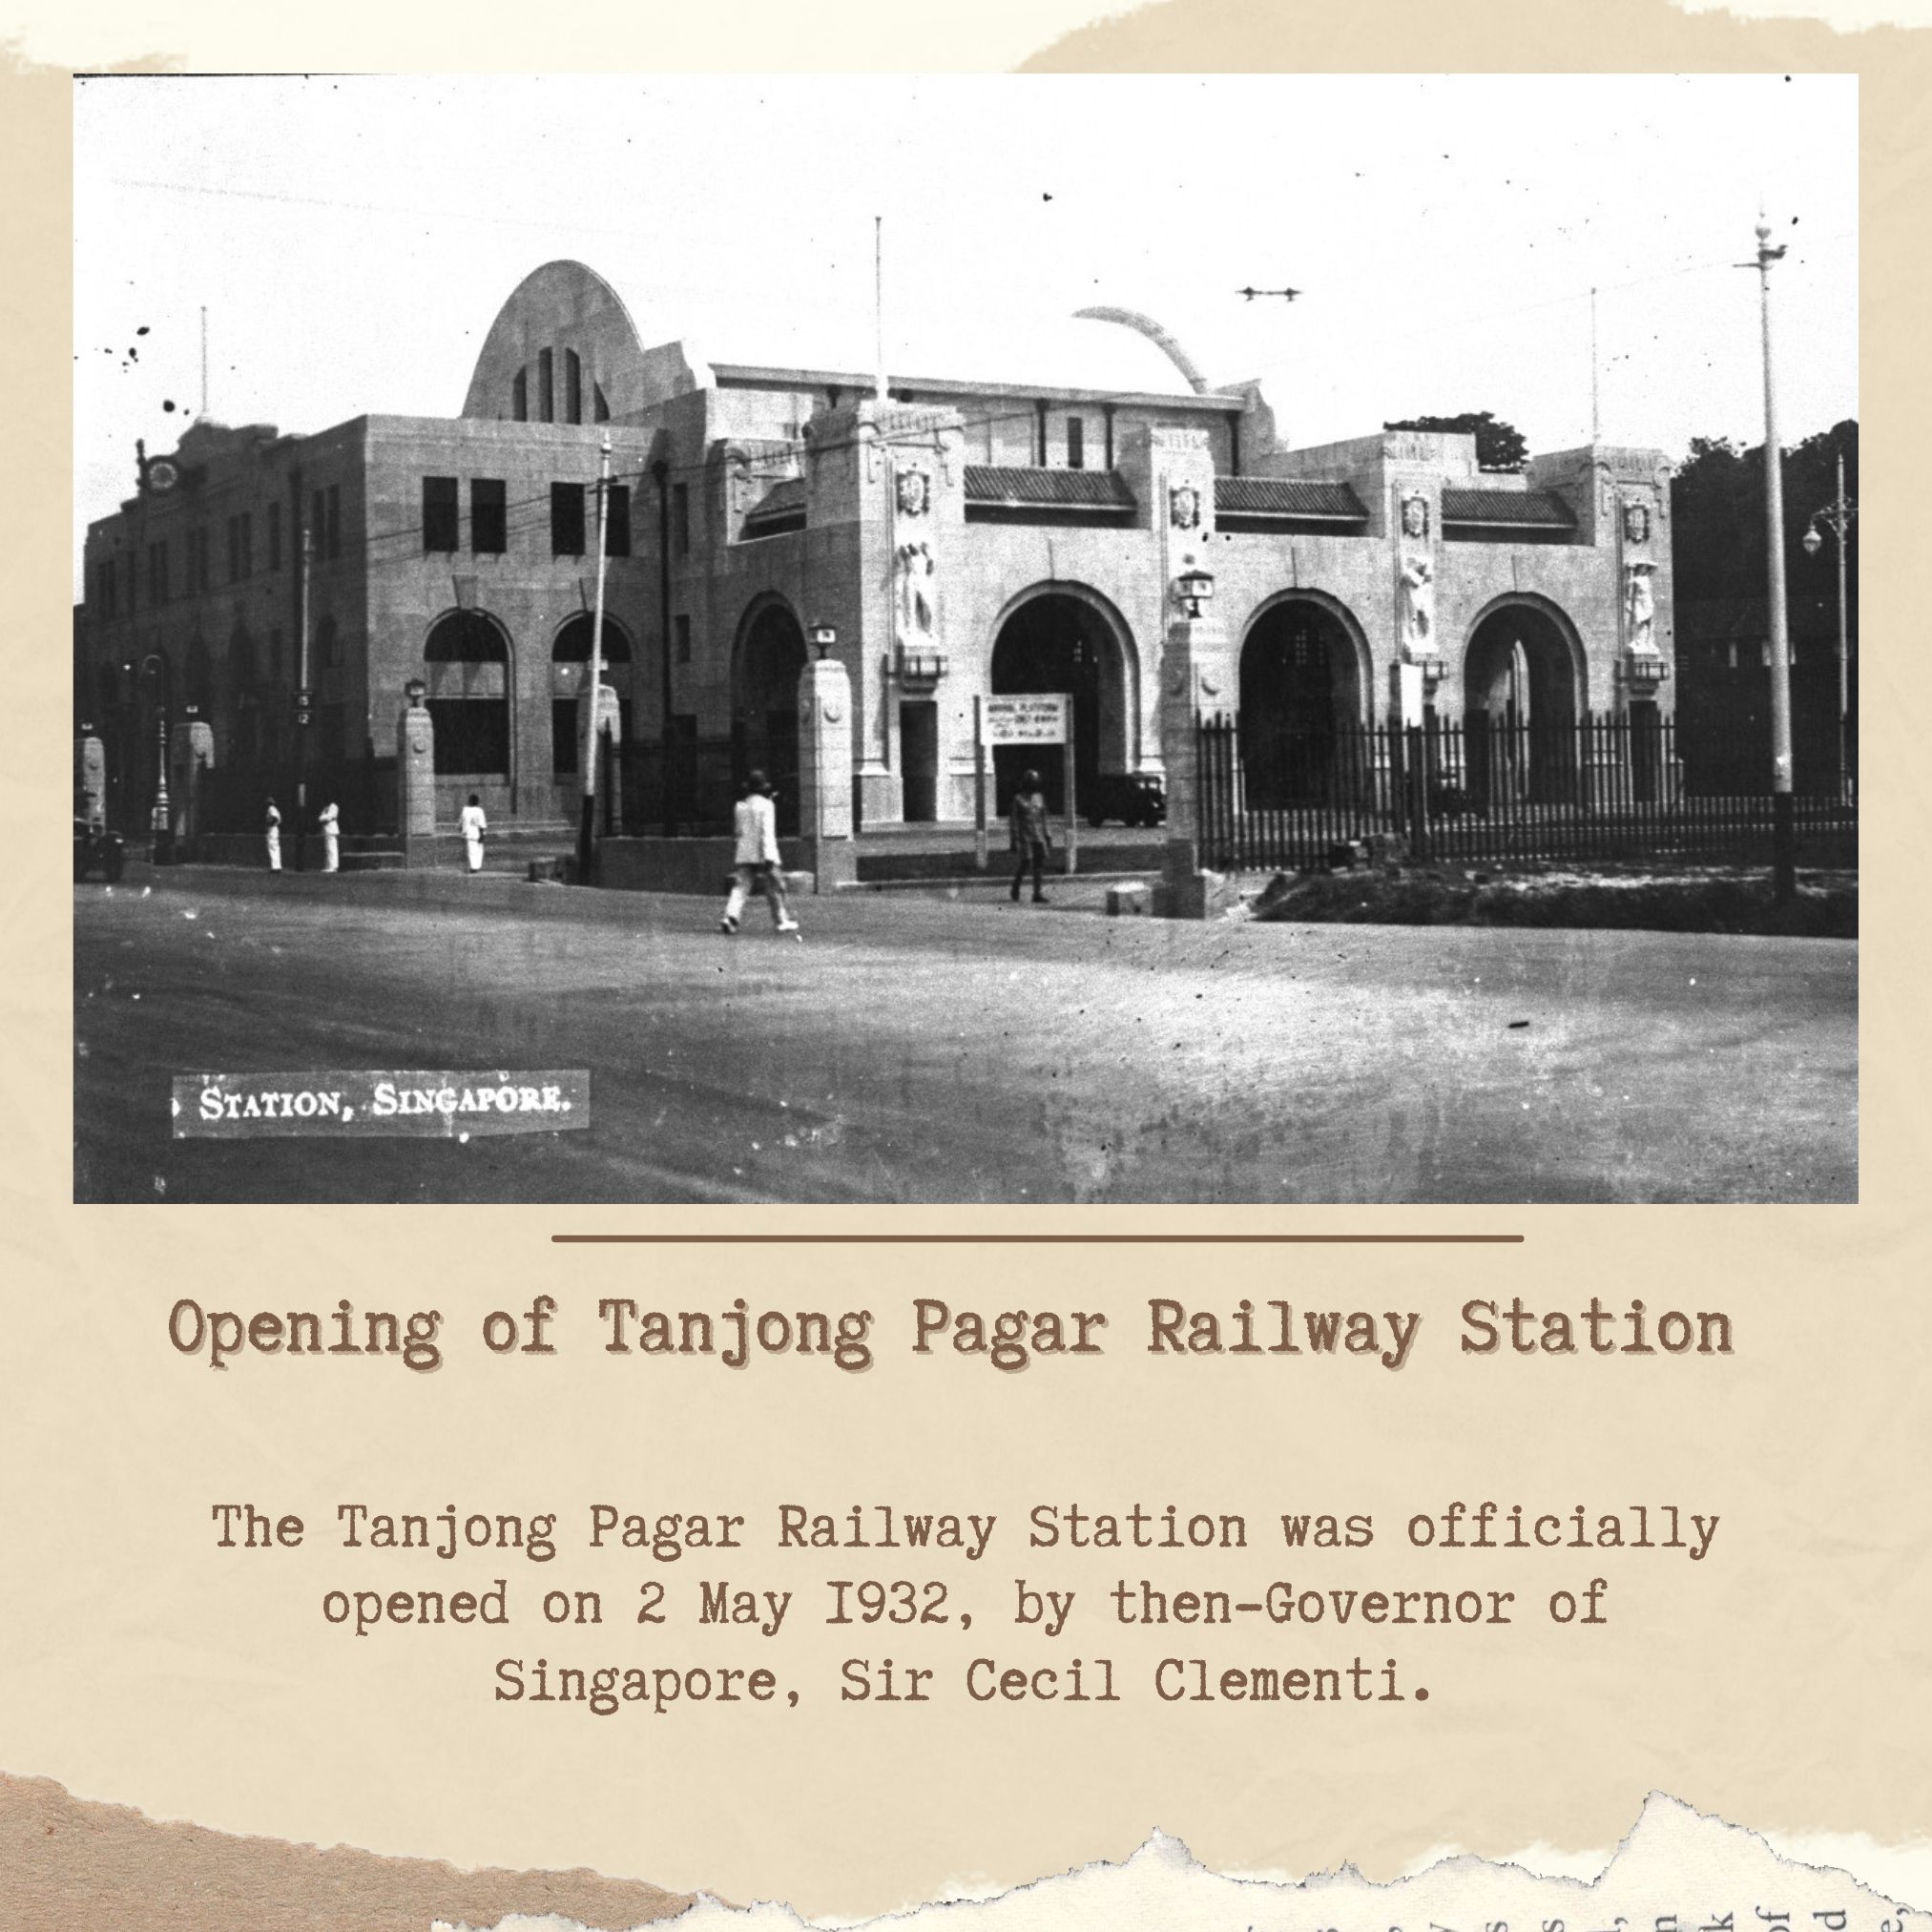 STATION, SINGAPORE.
Opening of Tanjong Pagar Railway Station
The Tanjong Pagar Railway Station was officially
opened on 2 May 1932, by then-Governor of
Singapore, Sir Cecil Clementi.